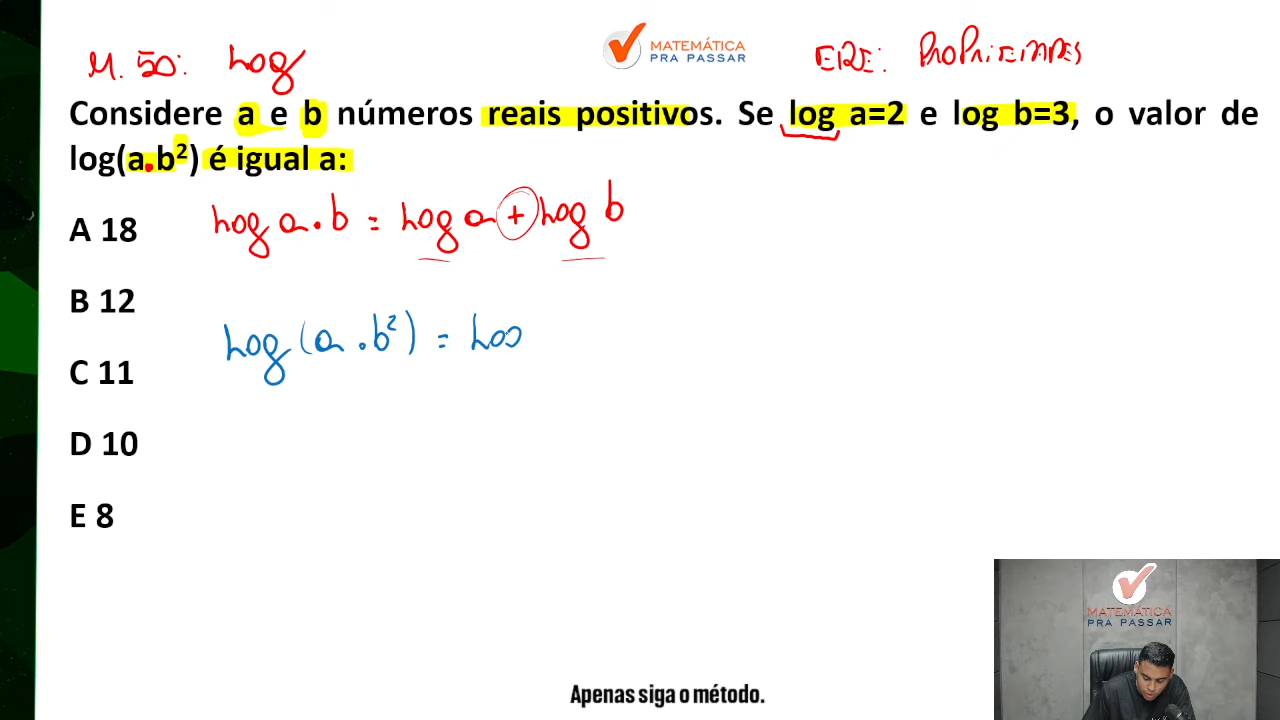 M. 50: Log
MATEMÁTICA
PRA PASSAR
ERE: PROPRIEDADES
Considere a e b números reais positivos. Se log a=2 e log b=3, o valor de
log(a.b²) é igual a:
A 18
log a . b = log a + log b
B 12
log (a . b²) = log
C 11
D 10
E 8
MATEMÁTICA
PRA PASSAR
Apenas siga o método.